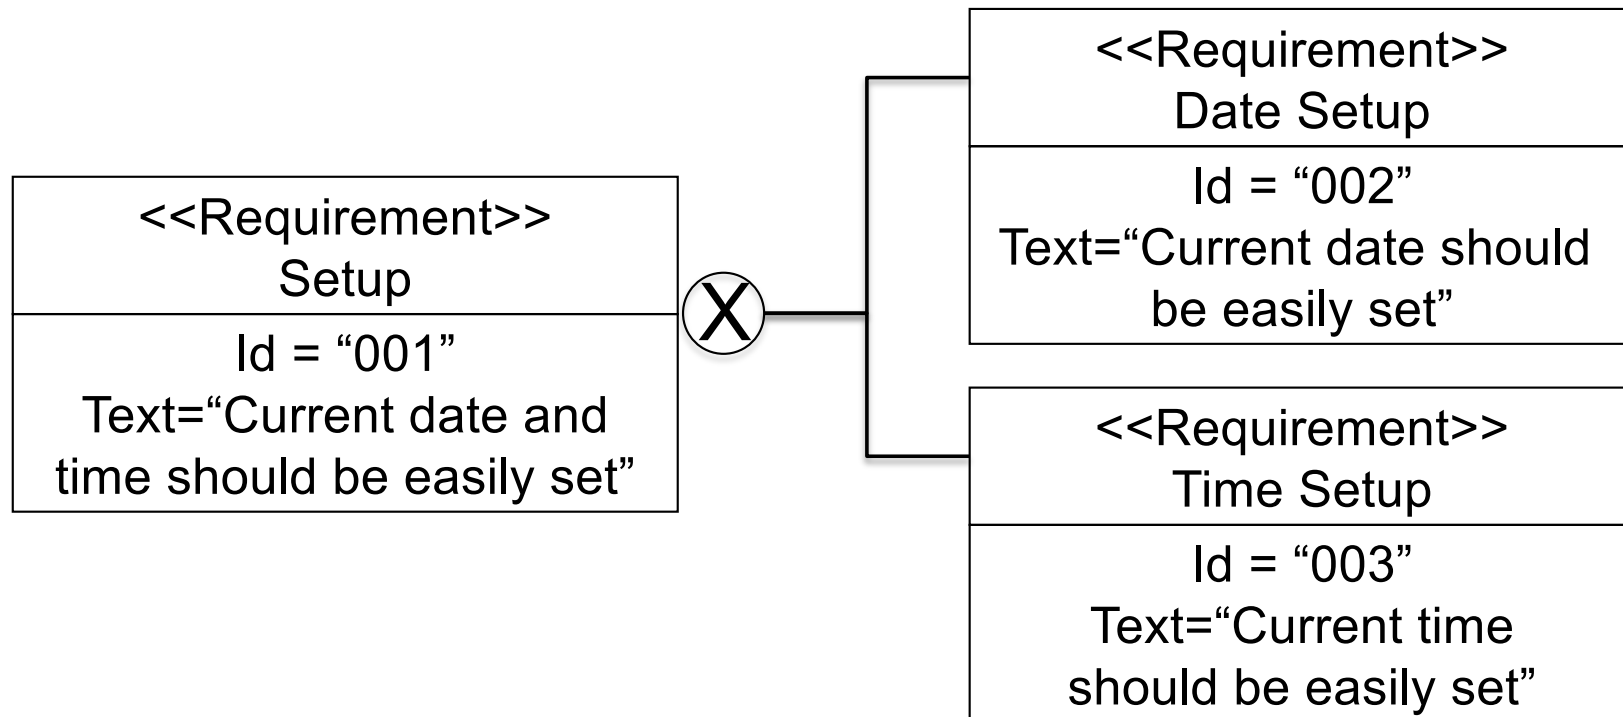 <<Requirement>>
Setup
Id = “001”
Text=“Current date and
time should be easily set”
X
<<Requirement>>
Date Setup
Id = “002”
Text=“Current date should
be easily set”
<<Requirement>>
Time Setup
Id = “003”
Text=“Current time
should be easily set”